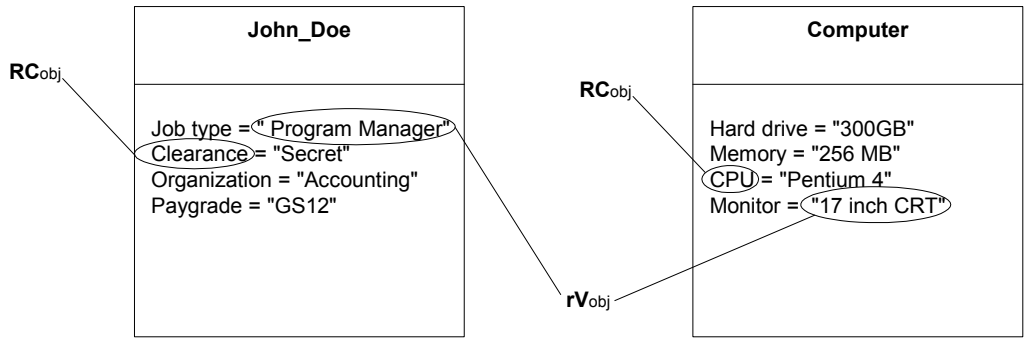 John_Doe
RCobj
Job type = " Program Manager"
Clearance = "Secret"
Organization = "Accounting"
Paygrade = "GS12"
Computer
RCobj
Hard drive = "300GB"
Memory = "256 MB"
CPU = "Pentium 4"
Monitor = "17 inch CRT"
rVobj